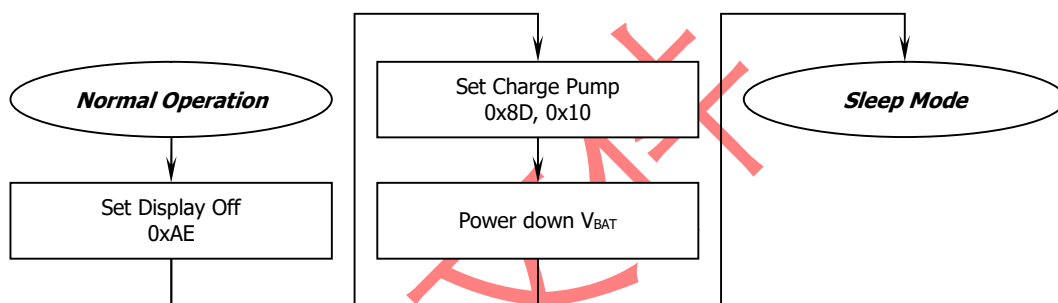 Normal Operation
Set Display Off
0xAE
Set Charge Pump
0x8D, 0x10
Power down VBAT
Sleep Mode